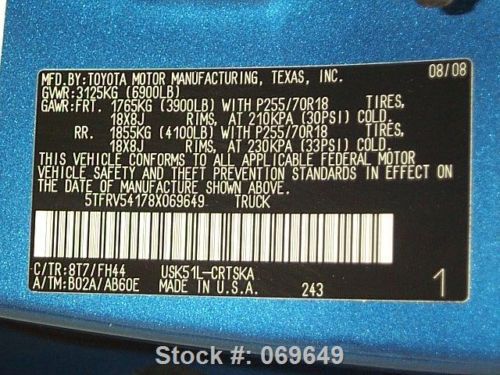 MFD.BY:TOYOTA MOTOR MANUFACTURING, TEXAS, INC. 08/08
GVWR:3125KG (6900LB)
GAWR:FRT. 1765KG (3900LB) WITH P255/70R18 TIRES,
18X8J RIMS, AT 210KPA (30PSI) COLD.
RR. 1855KG (4100LB) WITH P255/70R18 TIRES,
18X8J RIMS, AT 230KPA (33PSI) COLD.
THIS VEHICLE CONFORMS TO ALL APPLICABLE FEDERAL MOTOR
VEHICLE SAFETY AND THEFT PREVENTION STANDARDS IN EFFECT ON
THE DATE OF MANUFACTURE SHOWN ABOVE.
5TFRV54178X069649 TRUCK
C/TR:8T7/FH44 USK51L-CRTSKA
A/TM:B02A/AB60E MADE IN U.S.A. 243 1
Stock #: 069649